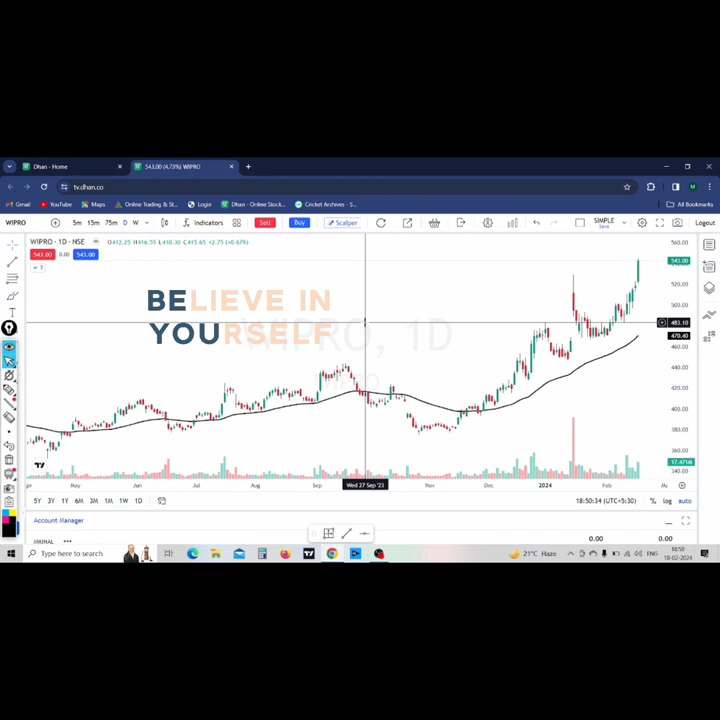 Dhan - Home
543.00 (4.73%) WIPRO
tv.dhan.co
Gmail YouTube Maps Online Trading & St... Login Dhan - Online Stock... Cricket Archives - S... All Bookmarks
WIPRO 5m 15m 75m D W Indicators Sell Buy Scalper SIMPLE Save Logout
WIPRO · 1D · NSE O412.25 H416.55 L410.30 C415.65 +2.75 (+0.67%)
543.00 0.00 543.00
3
BELIEVE IN
YOURSELF
WIPRO, 1D
WIPRO
560.00
543.00
520.00
500.00
483.10
470.40
460.00
440.00
420.00
400.00
380.00
360.00
340.00
May Jun Jul Aug Sep Wed 27 Sep '23 Nov Dec 2024 Feb
5Y 3Y 1Y 6M 3M 1M 1W 1D 18:50:34 (UTC+5:30) % log auto
Account Manager
0.00 0.00
Type here to search 21°C Haze ENG 18:50
18-02-2024